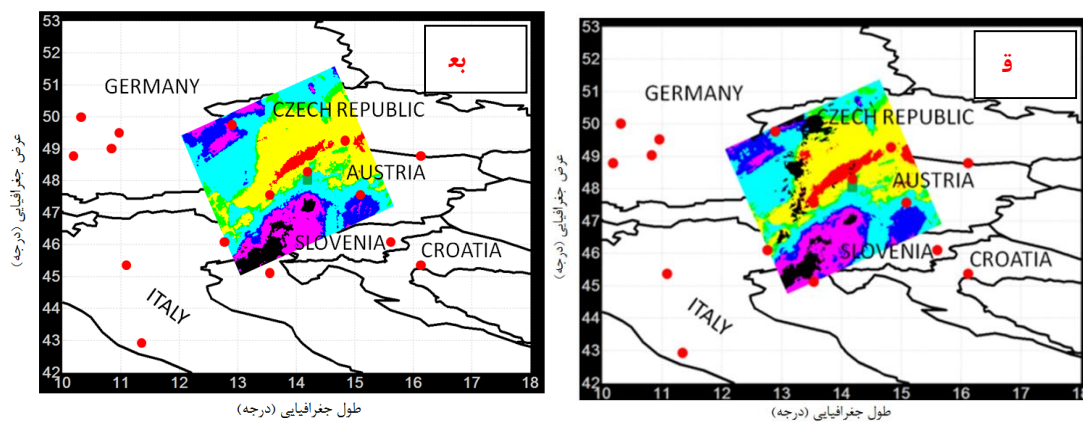 53
52
51
50
49
48
47
46
45
44
43
42
10 11 12 13 14 15 16 17 18
عرض جغرافیایی (درجه)
طول جغرافیایی (درجه)
بع
GERMANY
CZECH REPUBLIC
AUSTRIA
SLOVENIA
CROATIA
ITALY
53
52
51
50
49
48
47
46
45
44
43
42
10 11 12 13 14 15 16 17 18
عرض جغرافیایی (درجه)
طول جغرافیایی (درجه)
ق
GERMANY
CZECH REPUBLIC
AUSTRIA
SLOVENIA
CROATIA
ITALY